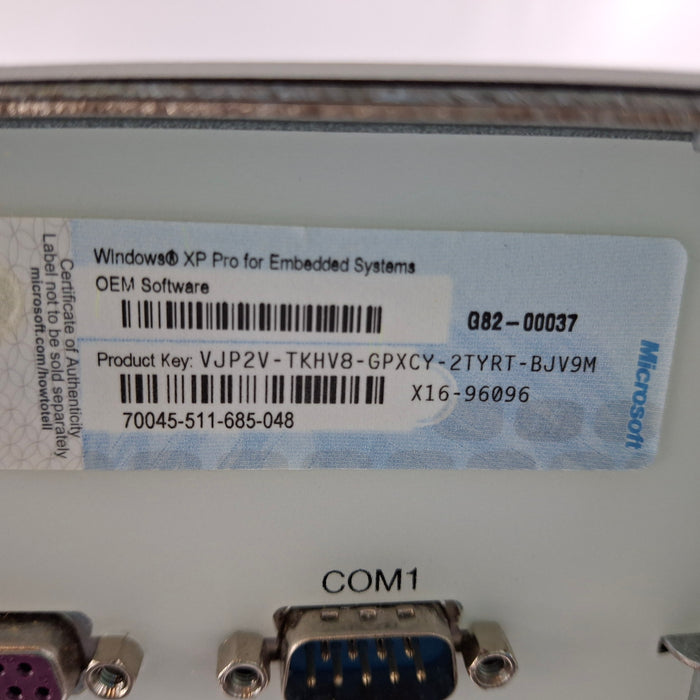 Certificate of Authenticity
Label not to be sold separately
microsoft.com/howtotell
Windows® XP Pro for Embedded Systems
OEM Software
G82-00037
Product Key: VJP2V-TKHV8-GPXCY-2TYRT-BJV9M
X16-96096
70045-511-685-048
Microsoft
COM1